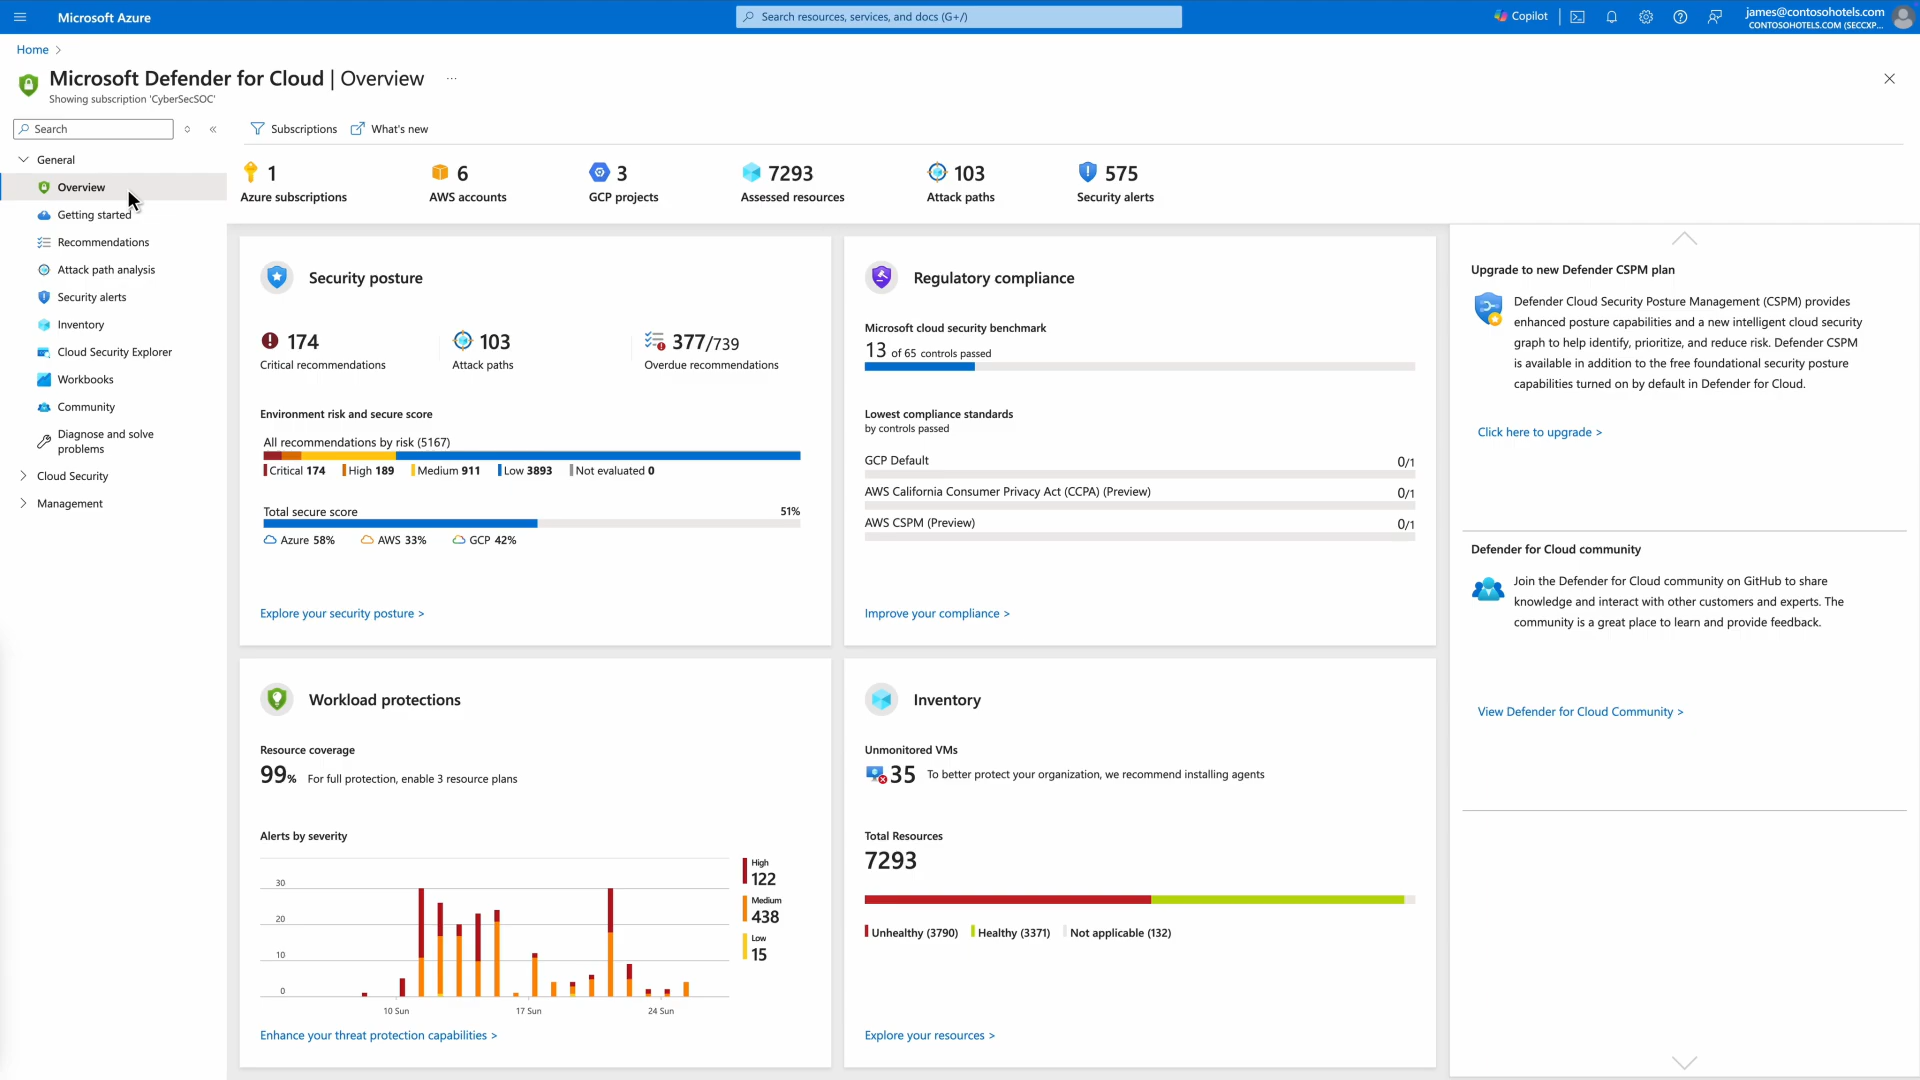 Microsoft Azure
Search resources, services, and docs (G+/)
Copilot
james@contosohotels.com
CONTOSOHOTELS.COM (SECCXP...
Home
Microsoft Defender for Cloud | Overview ...
Showing subscription 'CyberSecSOC'
Search
General
Overview
Getting started
Recommendations
Attack path analysis
Security alerts
Inventory
Cloud Security Explorer
Workbooks
Community
Diagnose and solve
problems
Cloud Security
Management
Subscriptions
What's new
1
Azure subscriptions
6
AWS accounts
3
GCP projects
7293
Assessed resources
103
Attack paths
575
Security alerts
Security posture
174
Critical recommendations
103
Attack paths
377/739
Overdue recommendations
Environment risk and secure score
All recommendations by risk (5167)
Critical 174
High 189
Medium 911
Low 3893
Not evaluated 0
Total secure score
51%
Azure 58%
AWS 33%
GCP 42%
Explore your security posture >
Regulatory compliance
Microsoft cloud security benchmark
13 of 65 controls passed
Lowest compliance standards
by controls passed
GCP Default
0/1
AWS California Consumer Privacy Act (CCPA) (Preview)
0/1
AWS CSPM (Preview)
0/1
Improve your compliance >
Workload protections
Resource coverage
99% For full protection, enable 3 resource plans
Alerts by severity
30
20
10
0
10 Sun
17 Sun
24 Sun
High
122
Medium
438
Low
15
Enhance your threat protection capabilities >
Inventory
Unmonitored VMs
35 To better protect your organization, we recommend installing agents
Total Resources
7293
Unhealthy (3790)
Healthy (3371)
Not applicable (132)
Explore your resources >
Upgrade to new Defender CSPM plan
Defender Cloud Security Posture Management (CSPM) provides
enhanced posture capabilities and a new intelligent cloud security
graph to help identify, prioritize, and reduce risk. Defender CSPM
is available in addition to the free foundational security posture
capabilities turned on by default in Defender for Cloud.
Click here to upgrade >
Defender for Cloud community
Join the Defender for Cloud community on GitHub to share
knowledge and interact with other customers and experts. The
community is a great place to learn and provide feedback.
View Defender for Cloud Community >